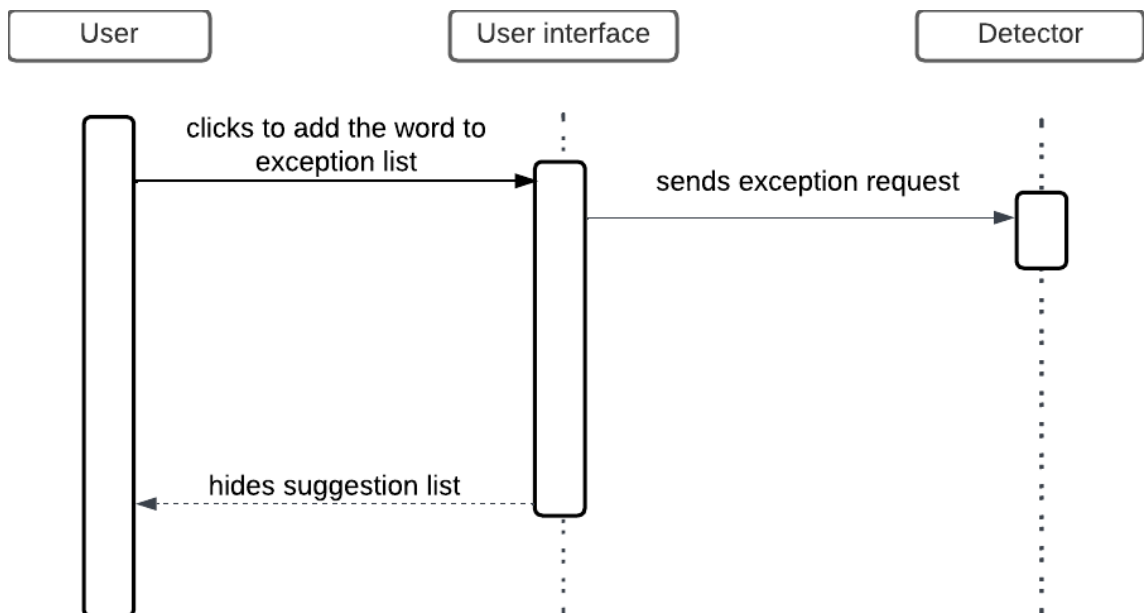 User
User interface
Detector
clicks to add the word to
exception list
sends exception request
hides suggestion list